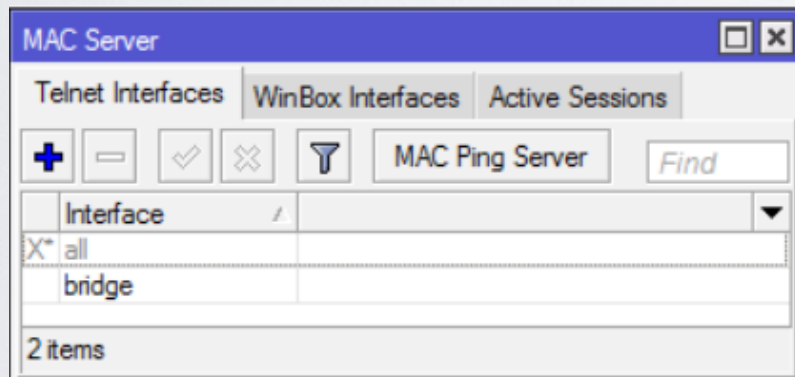 MAC Server
Telnet Interfaces WinBox Interfaces Active Sessions
MAC Ping Server Find
Interface
X* all
bridge
2 items